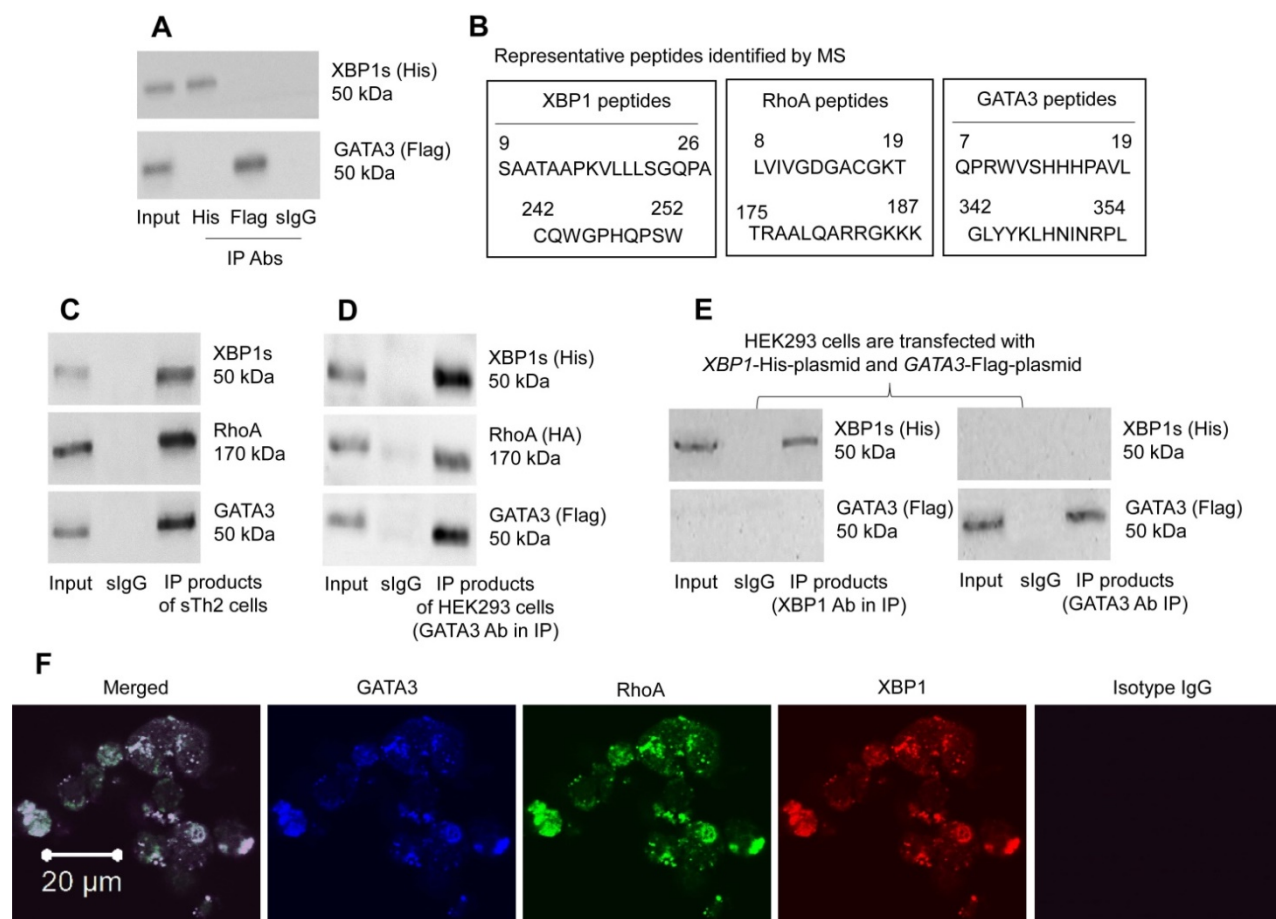 A
XBP1s (His)
50 kDa
GATA3 (Flag)
50 kDa
Input His Flag sIgG
IP Abs
B
Representative peptides identified by MS
XBP1 peptides
9 26
SAATAAPKVLLLSGQPA
242 252
CQWGPHQPSW
RhoA peptides
8 19
LVIVGDGACGKT
175 187
TRAALQARRGKKK
GATA3 peptides
7 19
QPRWVSHHHPAVL
342 354
GLYYKLHNINRPL
C
XBP1s
50 kDa
RhoA
170 kDa
GATA3
50 kDa
Input sIgG IP products
of sTh2 cells
D
XBP1s (His)
50 kDa
RhoA (HA)
170 kDa
GATA3 (Flag)
50 kDa
Input sIgG IP products
of HEK293 cells
(GATA3 Ab in IP)
E
HEK293 cells are transfected with
XBP1-His-plasmid and GATA3-Flag-plasmid
XBP1s (His)
50 kDa
GATA3 (Flag)
50 kDa
Input sIgG IP products
(XBP1 Ab in IP)
XBP1s (His)
50 kDa
GATA3 (Flag)
50 kDa
Input sIgG IP products
(GATA3 Ab IP)
F
Merged GATA3 RhoA XBP1 Isotype IgG
20 µm